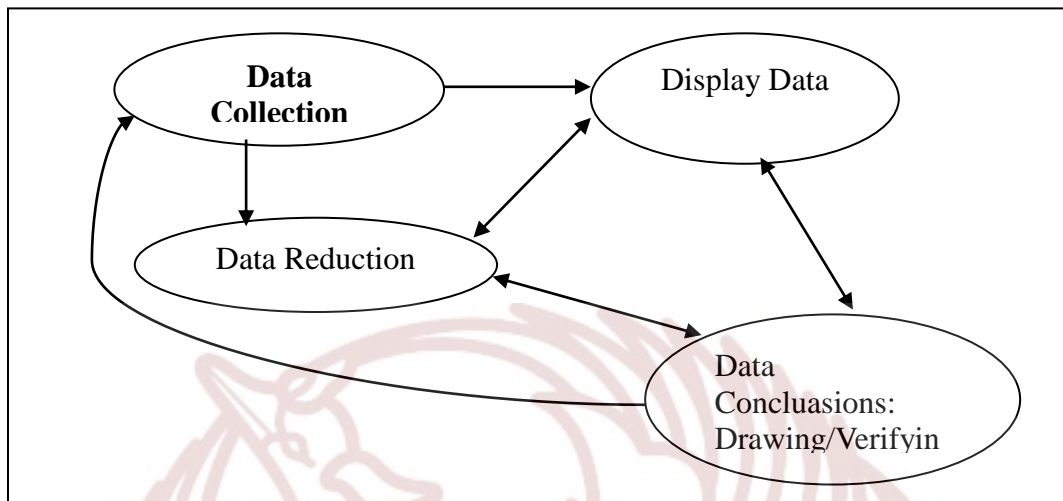 Data
Collection
Display Data
Data Reduction
Data
Concluasions:
Drawing/Verifyin